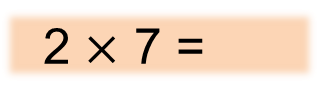 2 × 7 =